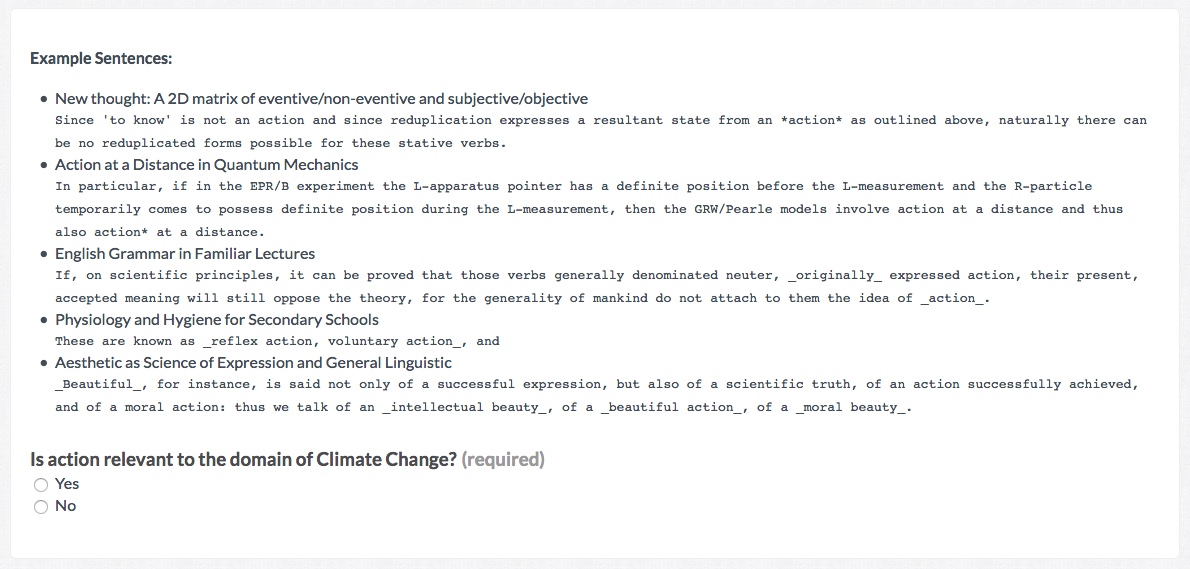 Example Sentences:
• New thought: A 2D matrix of eventive/non-eventive and subjective/objective
Since 'to know' is not an action and since reduplication expresses a resultant state from an *action* as outlined above, naturally there can
be no reduplicated forms possible for these stative verbs.
• Action at a Distance in Quantum Mechanics
In particular, if in the EPR/B experiment the L-apparatus pointer has a definite position before the L-measurement and the R-particle
temporarily comes to possess definite position during the L-measurement, then the GRW/Pearle models involve action at a distance and thus
also action* at a distance.
• English Grammar in Familiar Lectures
If, on scientific principles, it can be proved that those verbs generally denominated neuter, _originally_ expressed action, their present,
accepted meaning will still oppose the theory, for the generality of mankind do not attach to them the idea of _action_.
• Physiology and Hygiene for Secondary Schools
These are known as _reflex action, voluntary action_, and
• Aesthetic as Science of Expression and General Linguistic
_Beautiful_, for instance, is said not only of a successful expression, but also of a scientific truth, of an action successfully achieved,
and of a moral action: thus we talk of an _intellectual beauty_, of a _beautiful action_, of a _moral beauty_.
Is action relevant to the domain of Climate Change? (required)
Yes
No